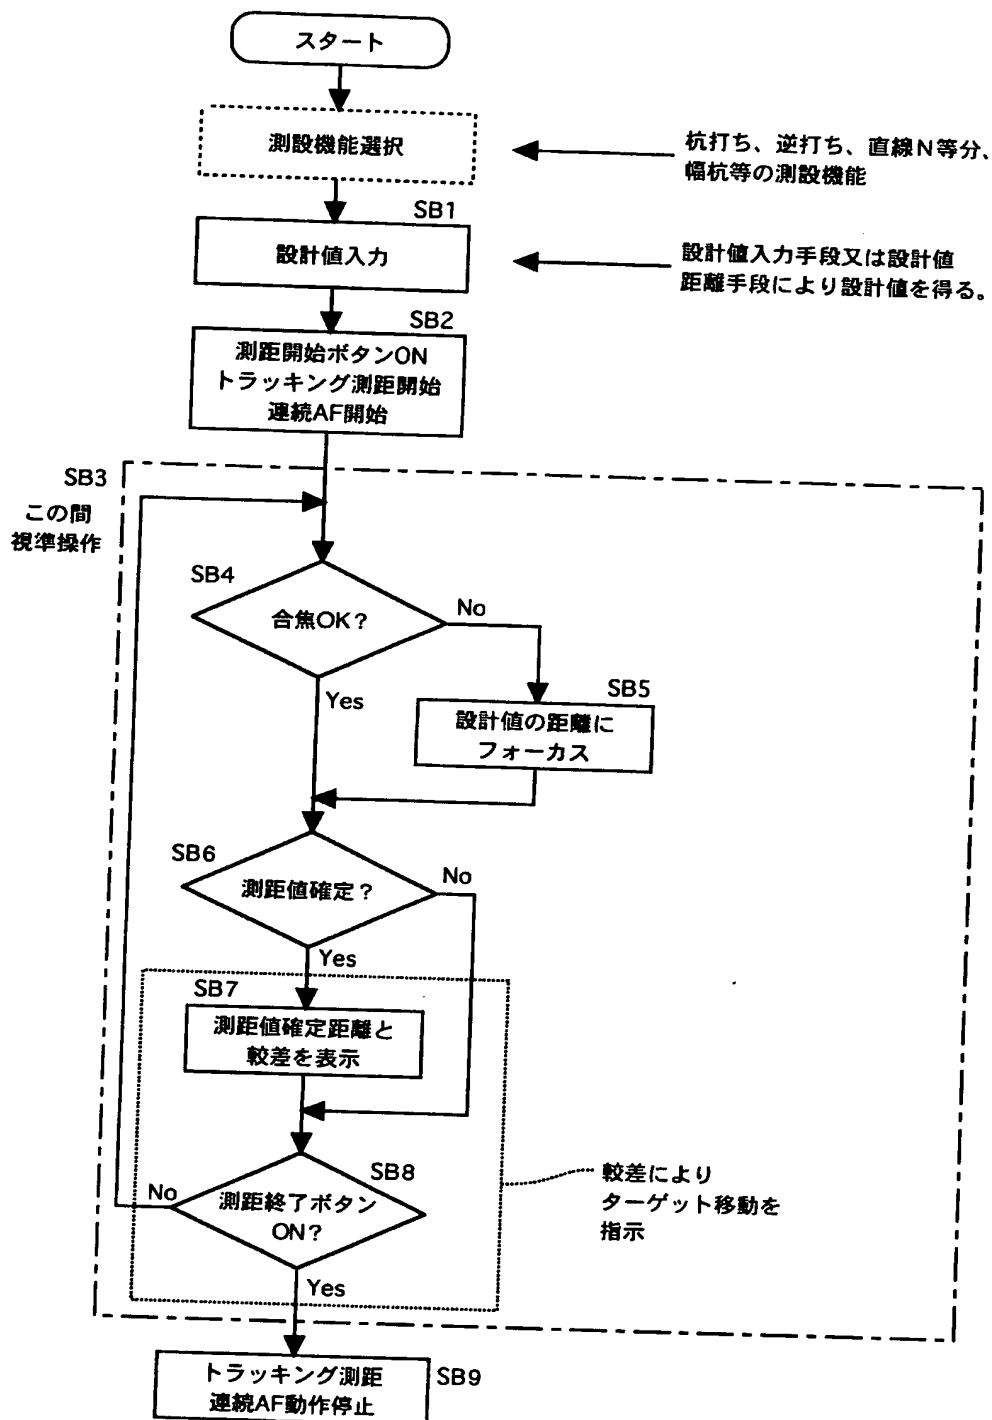 スタート
測設機能選択
杭打ち、逆打ち、直線N等分、
幅杭等の測設機能
SB1
設計値入力
設計値入力手段又は設計値
距離手段により設計値を得る。
SB2
測距開始ボタンON
トラッキング測距開始
連続AF開始
SB3
この間
視準操作
SB4
合焦OK?
No
Yes
SB5
設計値の距離に
フォーカス
SB6
測距値確定?
No
Yes
SB7
測距値確定距離と
較差を表示
SB8
測距終了ボタン
ON?
No
Yes
較差により
ターゲット移動を
指示
トラッキング測距
連続AF動作停止
SB9